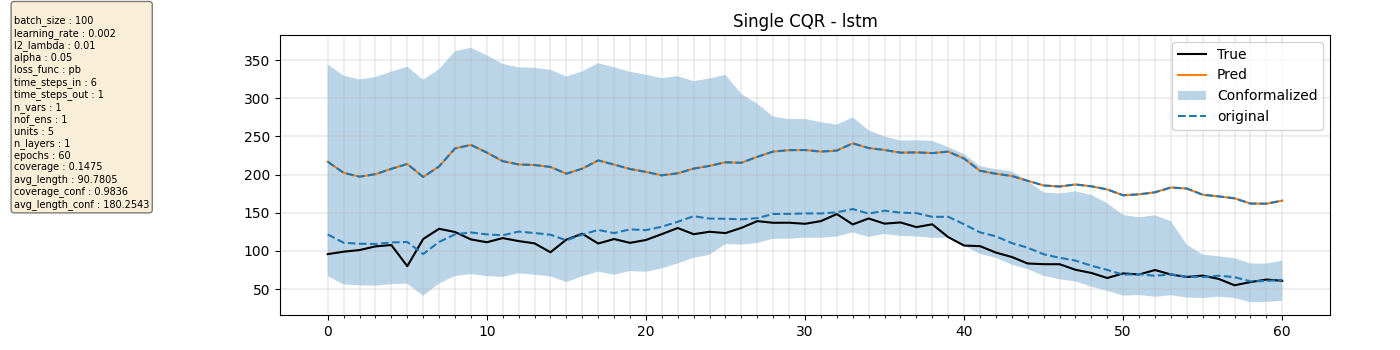 batch_size : 100
learning_rate : 0.002
l2_lambda : 0.01
alpha : 0.05
loss_func : pb
time_steps_in : 6
time_steps_out : 1
n_vars : 1
nof_ens : 1
units : 5
n_layers : 1
epochs : 60
coverage : 0.1475
avg_length : 90.7805
coverage_conf : 0.9836
avg_length_conf : 180.2543
Single CQR - lstm
350
300
250
200
150
100
50
0
10
20
30
40
50
60
True
Pred
Conformalized
original